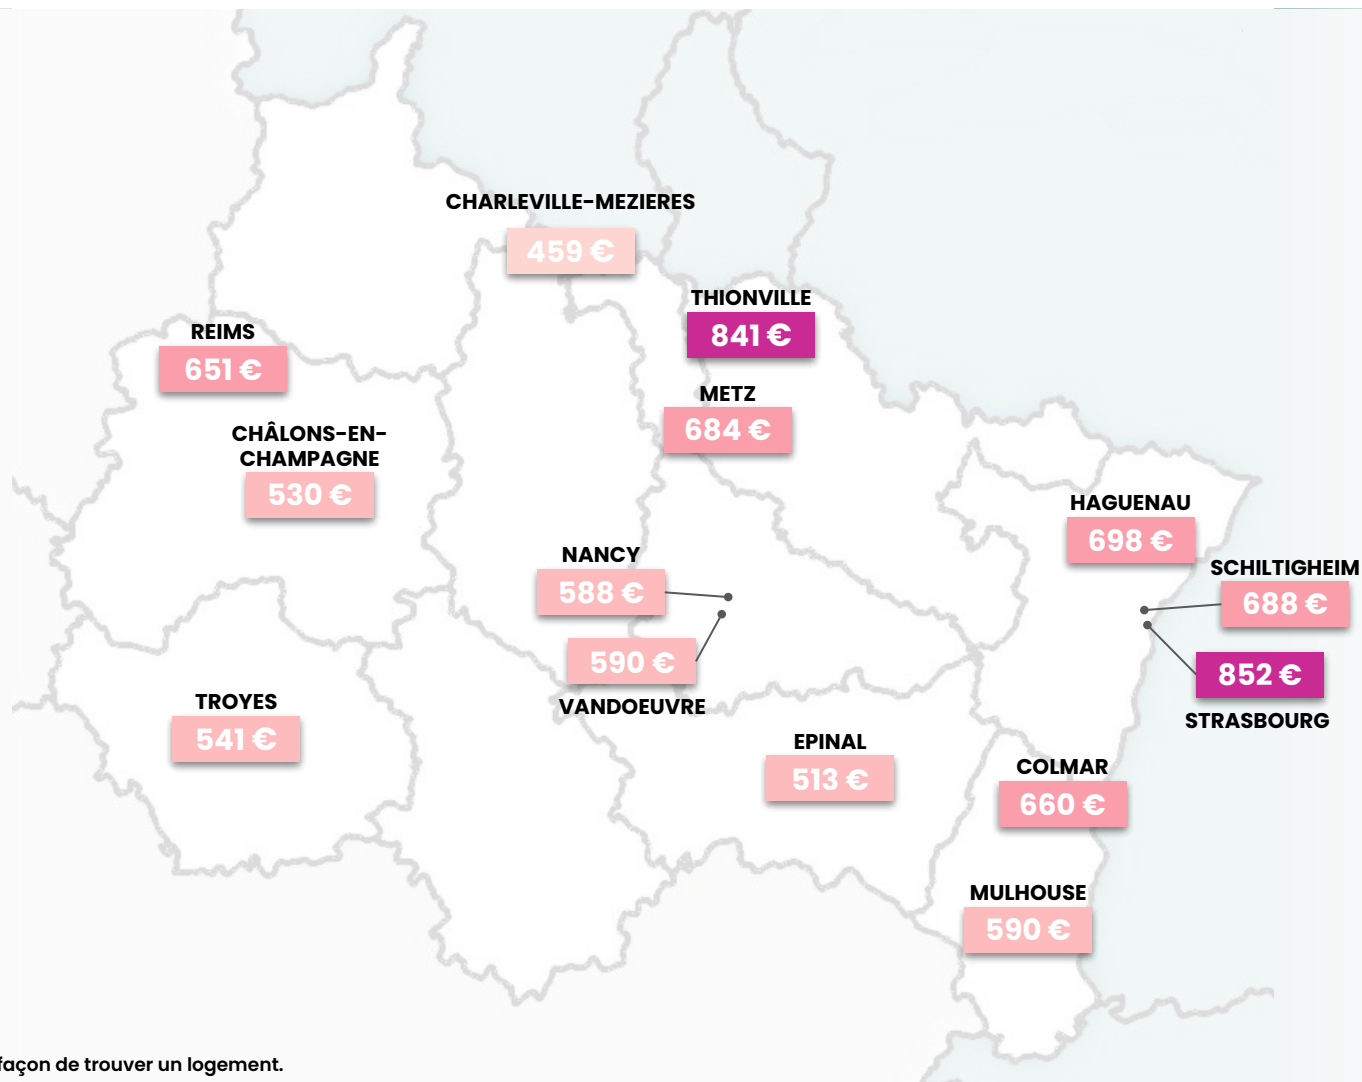 CHARLEVILLE-MEZIERES
459 €
THIONVILLE
841 €
REIMS
651 €
METZ
684 €
CHÂLONS-EN-
CHAMPAGNE
530 €
HAGUENAU
698 €
NANCY
588 €
SCHILTIGHEIM
688 €
590 €
VANDOEUVRE
852 €
STRASBOURG
TROYES
541 €
EPINAL
513 €
COLMAR
660 €
MULHOUSE
590 €
façon de trouver un logement.